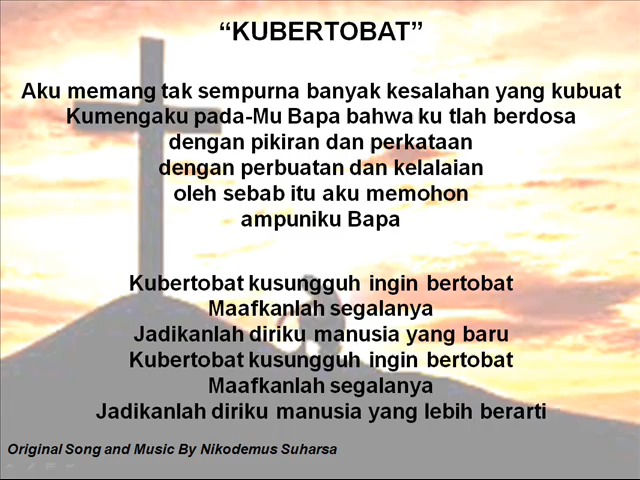 “KUBERTOBAT”
Aku memang tak sempurna banyak kesalahan yang kubuat
Kumengaku pada-Mu Bapa bahwa ku tlah berdosa
dengan pikiran dan perkataan
dengan perbuatan dan kelalaian
oleh sebab itu aku memohon
ampuniku Bapa
Kubertobat kusungguh ingin bertobat
Maafkanlah segalanya
Jadikanlah diriku manusia yang baru
Kubertobat kusungguh ingin bertobat
Maafkanlah segalanya
Jadikanlah diriku manusia yang lebih berarti
Original Song and Music By Nikodemus Suharsa